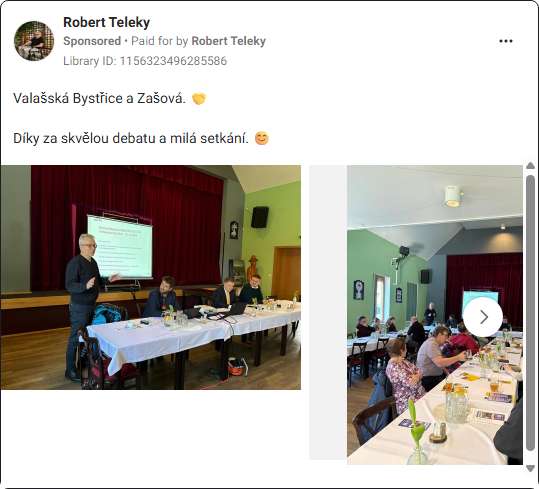 Robert Teleky
Sponsored • Paid for by Robert Teleky
Library ID: 1156323496285586
Valašská Bystřice a Zašová. 🤝
Díky za skvělou debatu a milá setkání. 😊